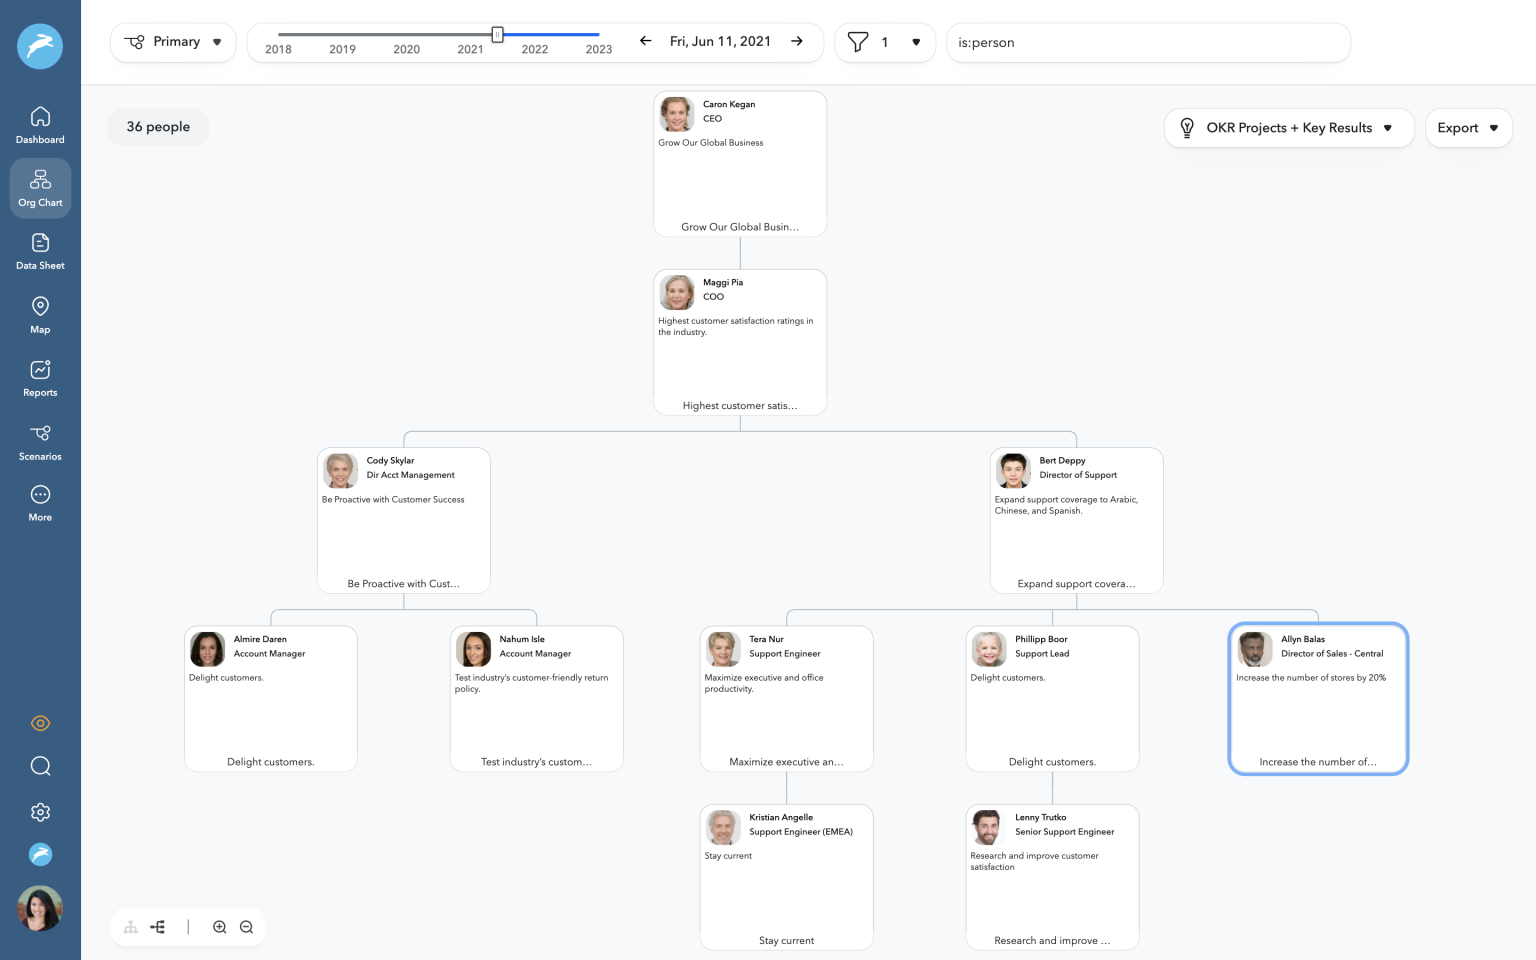 Primary
2018 2019 2020 2021 2022 2023
Fri, Jun 11, 2021
1
is:person
Dashboard
Org Chart
Data Sheet
Map
Reports
Scenarios
More
36 people
OKR Projects + Key Results
Export
Caron Kegan
CEO
Grow Our Global Business
Grow Our Global Busin…
Maggi Pia
COO
Highest customer satisfaction ratings in
the industry.
Highest customer satis…
Cody Skylar
Dir Acct Management
Be Proactive with Customer Success
Be Proactive with Cust…
Bert Deppy
Director of Support
Expand support coverage to Arabic,
Chinese, and Spanish.
Expand support covera…
Almire Daren
Account Manager
Delight customers.
Delight customers.
Nahum Isle
Account Manager
Test industry's customer-friendly return
policy.
Test industry's custom…
Tera Nur
Support Engineer
Maximize executive and office
productivity.
Maximize executive an…
Phillipp Boor
Support Lead
Delight customers.
Delight customers.
Allyn Balas
Director of Sales - Central
Increase the number of stores by 20%
Increase the number of…
Kristian Angelle
Support Engineer (EMEA)
Stay current
Stay current
Lenny Trutko
Senior Support Engineer
Research and improve customer
satisfaction
Research and improve …